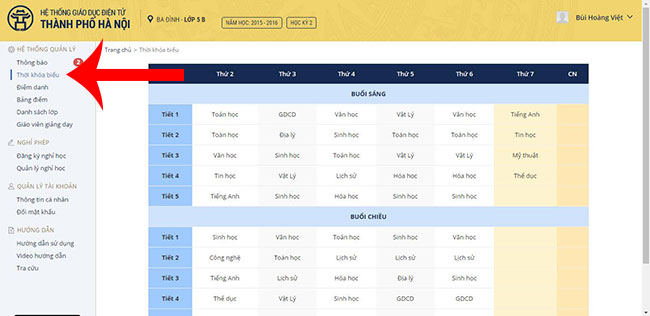 HỆ THỐNG GIÁO DỤC ĐIỆN TỬ
THÀNH PHỐ HÀ NỘI
BA ĐÌNH - LỚP 5 B
NĂM HỌC: 2015 - 2016
HỌC KỲ 2
Bùi Hoàng Việt
HỆ THỐNG QUẢN LÝ
Thông báo 2
Thời khóa biểu
Điểm danh
Bảng điểm
Danh sách lớp
Giáo viên giảng dạy
NGHỈ PHÉP
Đăng ký nghỉ học
Quản lý nghỉ học
QUẢN LÝ TÀI KHOẢN
Thông tin cá nhân
Đổi mật khẩu
HƯỚNG DẪN
Hướng dẫn sử dụng
Video hướng dẫn
Tra cứu
Trang chủ > Thời khóa biểu
Thứ 2 Thứ 3 Thứ 4 Thứ 5 Thứ 6 Thứ 7 CN
BUỔI SÁNG
Tiết 1 Toán học GDCD Văn học Vật Lý Văn học Tiếng Anh
Tiết 2 Toán học Địa lý Sinh học Toán học Toán học Tin học
Tiết 3 Văn học Sinh học Toán học Vật Lý Vật Lý Mỹ thuật
Tiết 4 Tin học Vật Lý Lịch sử Hóa học Hóa học Thể dục
Tiết 5 Tiếng Anh Sinh học Hóa học Sinh học Sinh học
BUỔI CHIỀU
Tiết 1 Sinh học Văn học Toán học Sinh học Văn học
Tiết 2 Công nghệ Toán học Lịch sử Lịch sử Lịch sử
Tiết 3 Tiếng Anh Lịch sử Hóa học Địa lý Sinh học
Tiết 4 Thể dục Vật Lý Sinh học GDCD GDCD